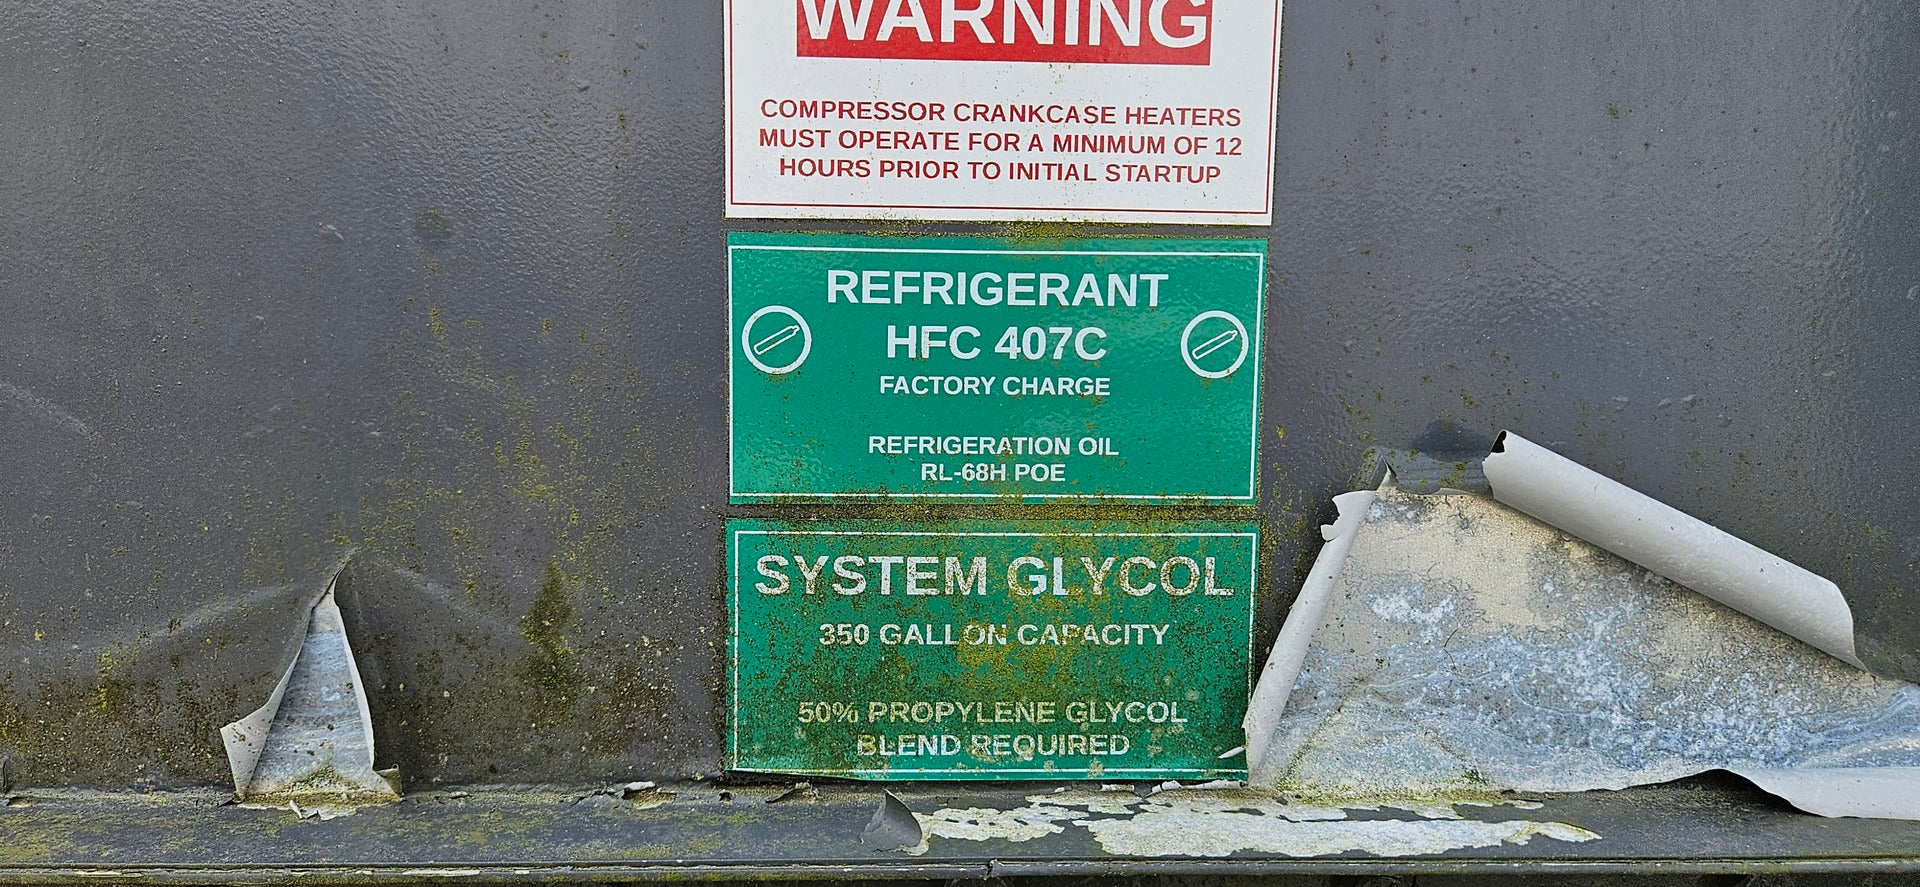 WARNING
COMPRESSOR CRANKCASE HEATERS
MUST OPERATE FOR A MINIMUM OF 12
HOURS PRIOR TO INITIAL STARTUP
REFRIGERANT
HFC 407C
FACTORY CHARGE
REFRIGERATION OIL
RL-68H POE
SYSTEM GLYCOL
350 GALLON CAPACITY
50% PROPYLENE GLYCOL
BLEND REQUIRED